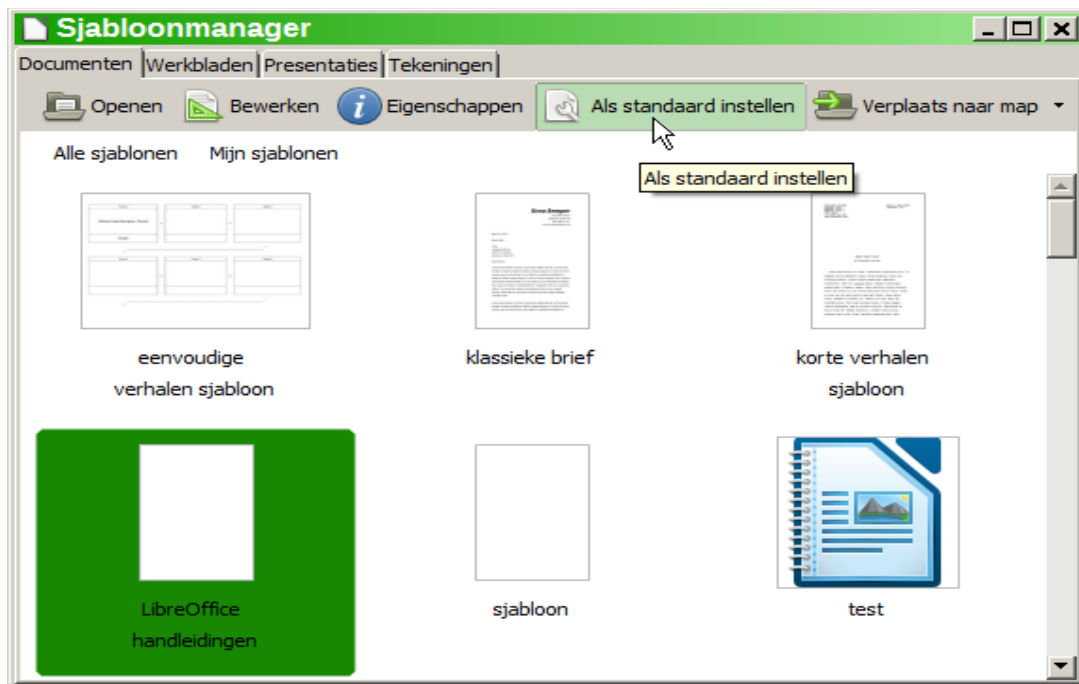 Sjabloonmanager
Documenten Werkbladen Presentaties Tekeningen
Openen Bewerken Eigenschappen Als standaard instellen Verplaats naar map
Alle sjablonen Mijn sjablonen
Als standaard instellen
eenvoudige
verhalen sjabloon
klassieke brief
korte verhalen
sjabloon
LibreOffice
handleidingen
sjabloon
test